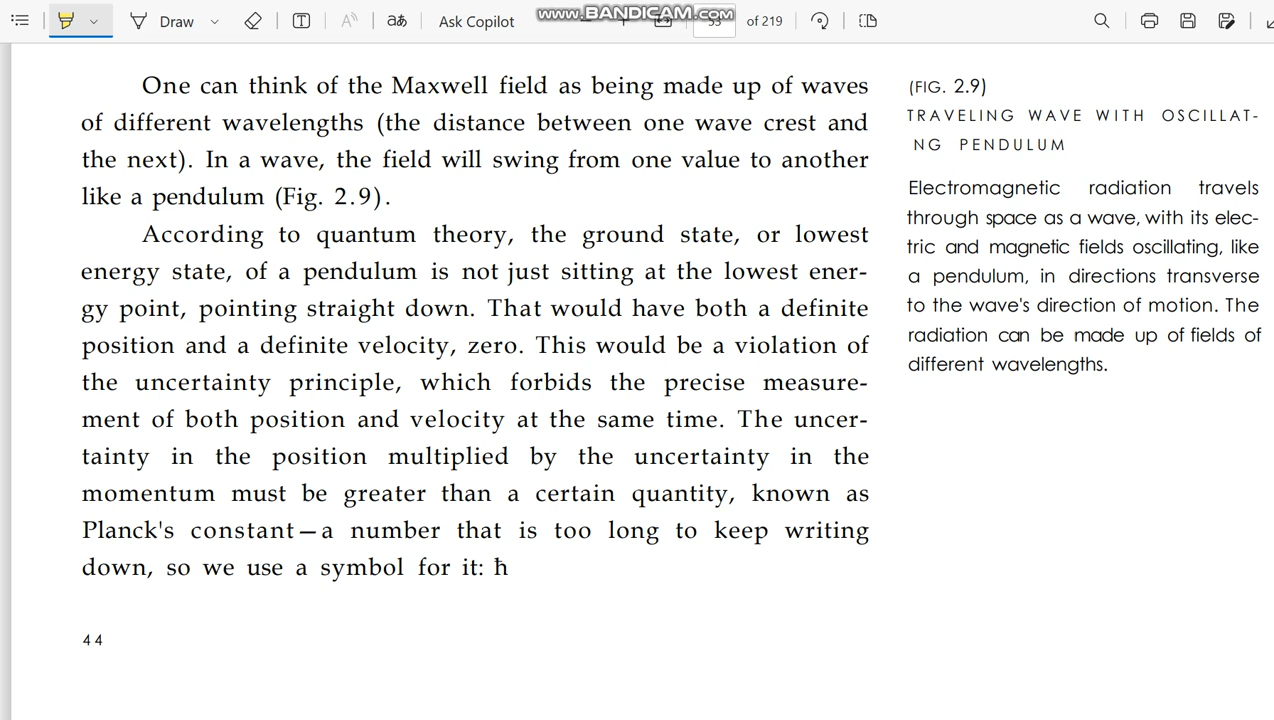 Draw
Ask Copilot
www.BANDICAM.com
of 219
One can think of the Maxwell field as being made up of waves
of different wavelengths (the distance between one wave crest and
the next). In a wave, the field will swing from one value to another
like a pendulum (Fig. 2.9).
According to quantum theory, the ground state, or lowest
energy state, of a pendulum is not just sitting at the lowest ener-
gy point, pointing straight down. That would have both a definite
position and a definite velocity, zero. This would be a violation of
the uncertainty principle, which forbids the precise measure-
ment of both position and velocity at the same time. The uncer-
tainty in the position multiplied by the uncertainty in the
momentum must be greater than a certain quantity, known as
Planck's constant—a number that is too long to keep writing
down, so we use a symbol for it: ħ
44
(FIG. 2.9)
TRAVELING WAVE WITH OSCILLAT-
NG PENDULUM
Electromagnetic radiation travels
through space as a wave, with its elec-
tric and magnetic fields oscillating, like
a pendulum, in directions transverse
to the wave's direction of motion. The
radiation can be made up of fields of
different wavelengths.